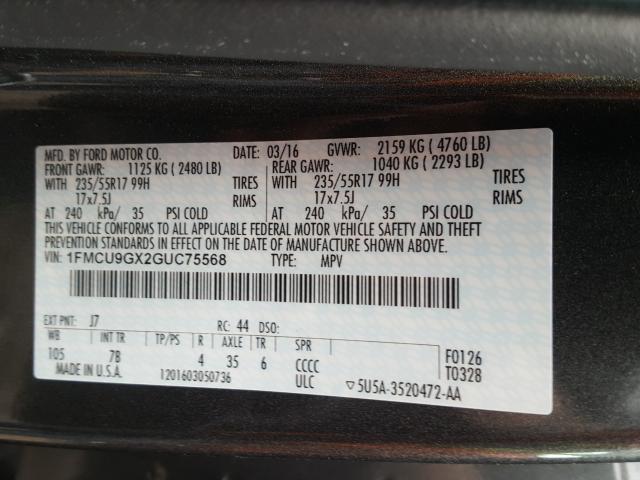 MFD. BY FORD MOTOR CO. DATE: 03/16 GVWR: 2159 KG ( 4760 LB)
FRONT GAWR: 1125 KG ( 2480 LB) REAR GAWR: 1040 KG ( 2293 LB)
WITH 235/55R17 99H TIRES WITH 235/55R17 99H TIRES
17x7.5J RIMS 17x7.5J RIMS
AT 240 kPa/ 35 PSI COLD AT 240 kPa/ 35 PSI COLD
THIS VEHICLE CONFORMS TO ALL APPLICABLE FEDERAL MOTOR VEHICLE SAFETY AND THEFT
PREVENTION STANDARDS IN EFFECT ON THE DATE OF MANUFACTURE SHOWN ABOVE.
VIN: 1FMCU9GX2GUC75568 TYPE: MPV
EXT PNT: J7 RC: 44 DSO:
WB INT TR TP/PS R AXLE TR SPR F0126
105 7B 4 35 6 CCCC T0328
MADE IN U.S.A. 1201603050736 ULC ▽5U5A-3520472-AA